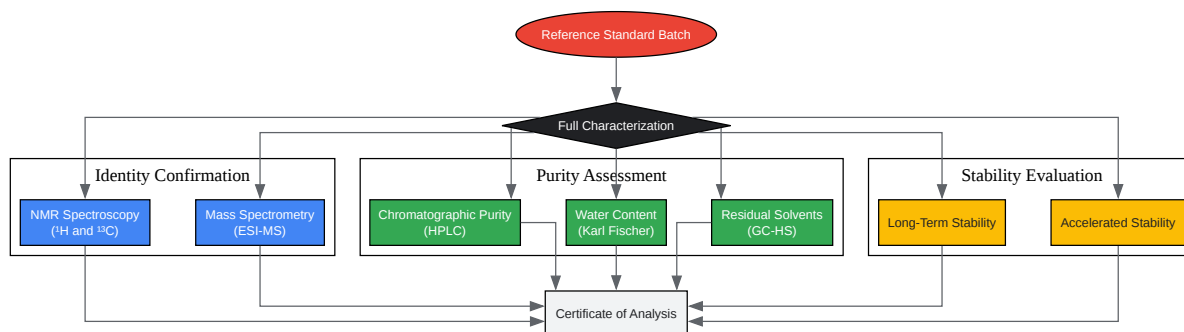 Reference Standard Batch
Full Characterization
Identity Confirmation
NMR Spectroscopy
(¹H and ¹³C)
Mass Spectrometry
(ESI-MS)
Purity Assessment
Chromatographic Purity
(HPLC)
Water Content
(Karl Fischer)
Residual Solvents
(GC-HS)
Stability Evaluation
Long-Term Stability
Accelerated Stability
Certificate of Analysis